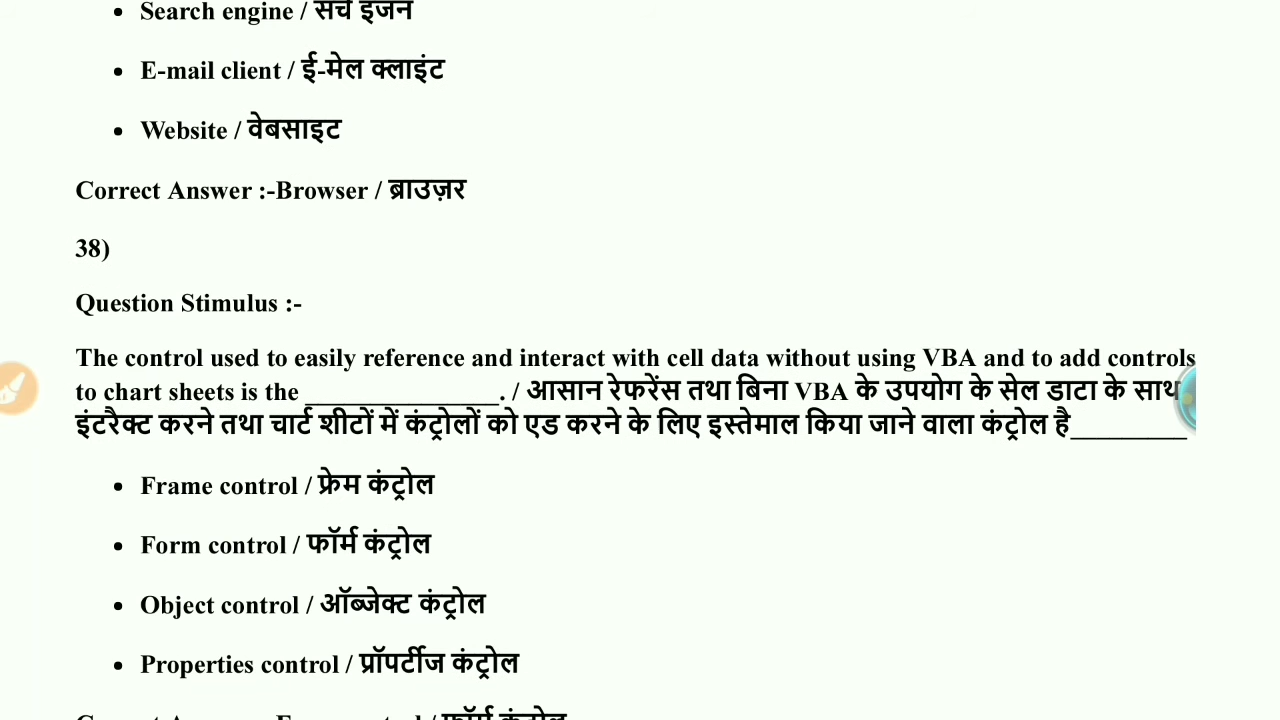 • Search engine / सर्च इंजन
• E-mail client / ई-मेल क्लाइंट
• Website / वेबसाइट
Correct Answer :-Browser / ब्राउज़र
38)
Question Stimulus :-
The control used to easily reference and interact with cell data without using VBA and to add controls
to chart sheets is the ______________. / आसान रेफरेंस तथा बिना VBA के उपयोग के सेल डाटा के साथ
इंटरैक्ट करने तथा चार्ट शीटों में कंट्रोलों को एड करने के लिए इस्तेमाल किया जाने वाला कंट्रोल है_________
• Frame control / फ्रेम कंट्रोल
• Form control / फॉर्म कंट्रोल
• Object control / ऑब्जेक्ट कंट्रोल
• Properties control / प्रॉपर्टीज कंट्रोल